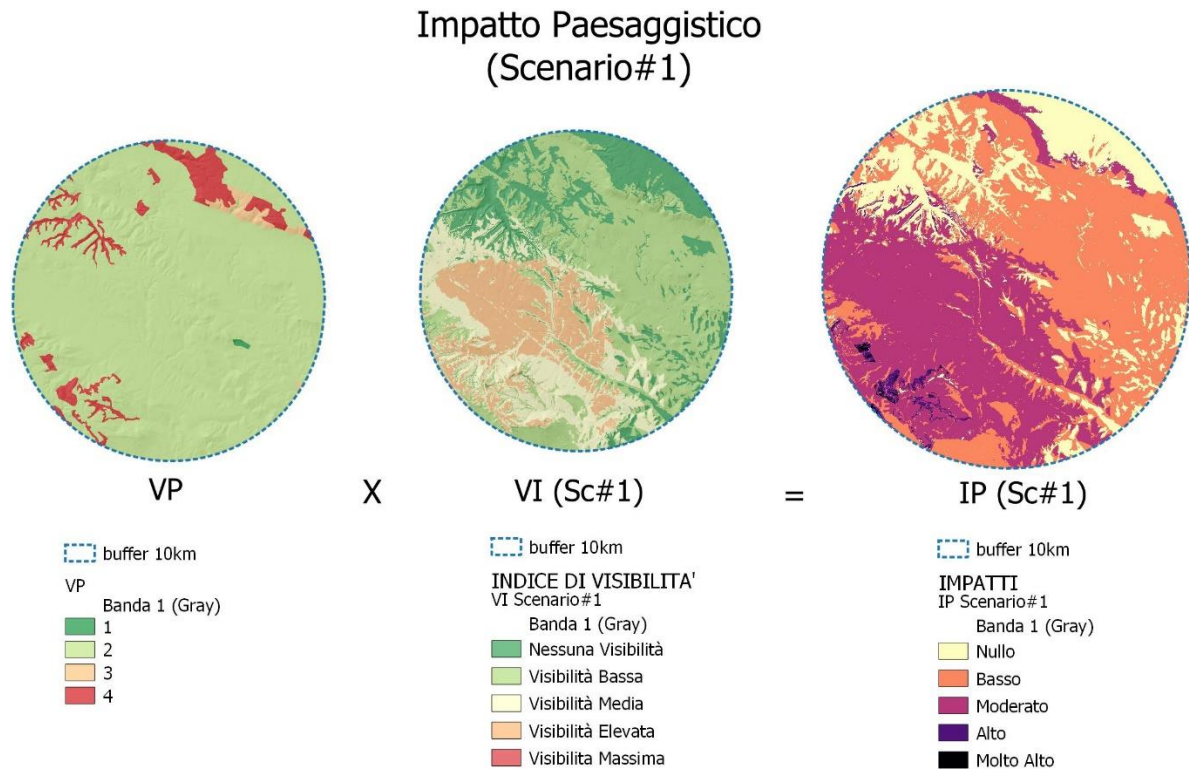 Impatto Paesaggistico
(Scenario#1)
VP X VI (Sc#1) = IP (Sc#1)
buffer 10km
VP
Banda 1 (Gray)
1
2
3
4
buffer 10km
INDICE DI VISIBILITA'
VI Scenario#1
Banda 1 (Gray)
Nessuna Visibilità
Visibilità Bassa
Visibilità Media
Visibilità Elevata
Visibilita Massima
buffer 10km
IMPATTI
IP Scenario#1
Banda 1 (Gray)
Nullo
Basso
Moderato
Alto
Molto Alto